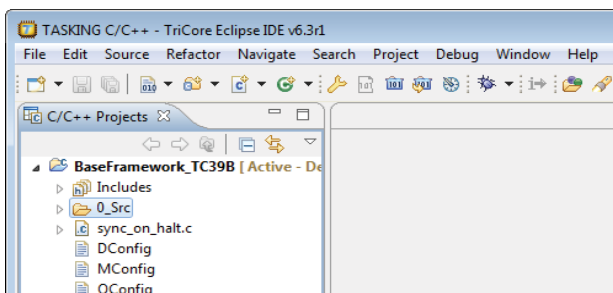 TASKING C/C++ - TriCore Eclipse IDE v6.3r1
File Edit Source Refactor Navigate Search Project Debug Window Help
C/C++ Projects
BaseFramework_TC39B [ Active - De
Includes
0_Src
sync_on_halt.c
DConfig
MConfig
OConfig